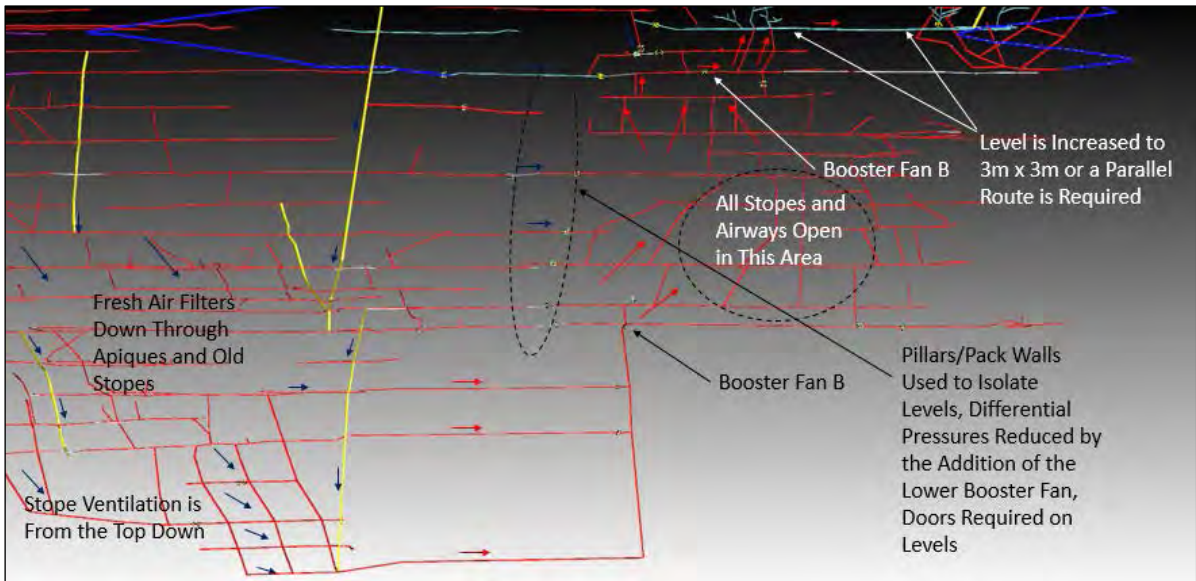 Level is Increased to
3m x 3m or a Parallel
Route is Required
Booster Fan B
All Stopes and
Airways Open
in This Area
Fresh Air Filters
Down Through
Apiques and Old
Stopes
Booster Fan B
Pillars/Pack Walls
Used to Isolate
Levels, Differential
Pressures Reduced by
the Addition of the
Lower Booster Fan,
Doors Required on
Levels
Stope Ventilation is
From the Top Down